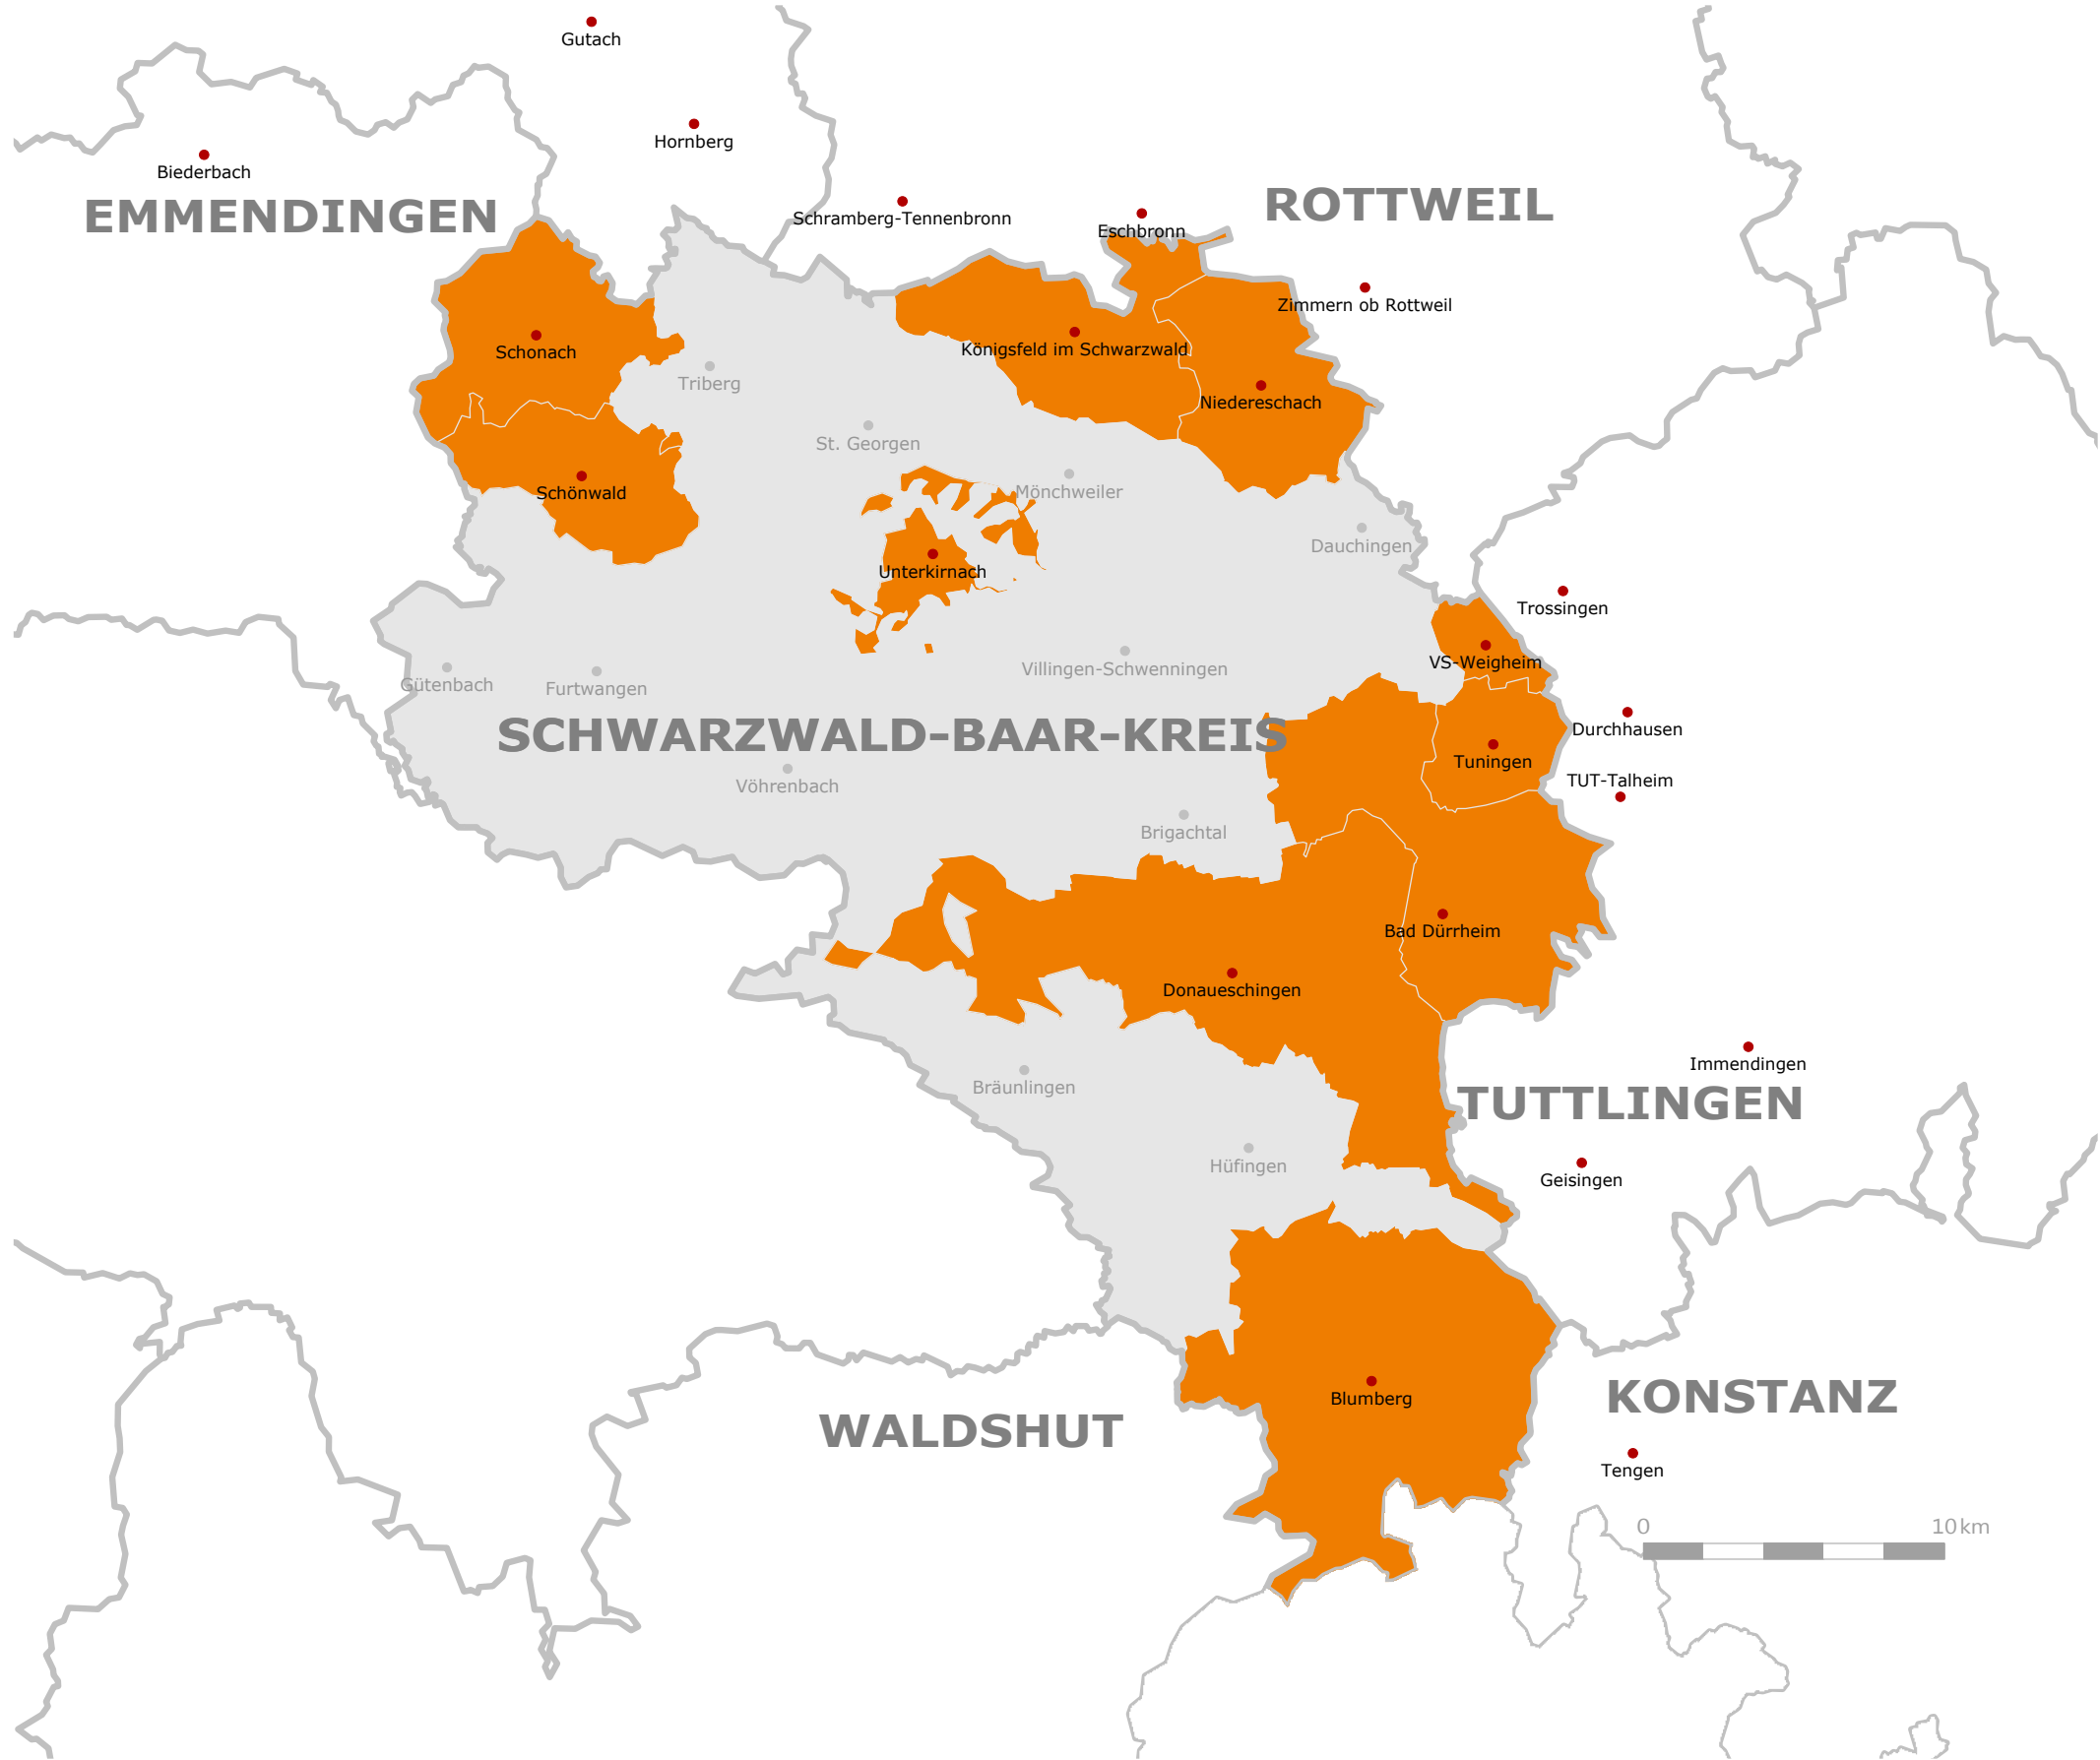 Gutach
Hornberg
Biederbach
EMMENDINGEN
ROTTWEIL
Schramberg-Tennenbronn
Eschbronn
Zimmern ob Rottweil
Schonach
Königsfeld im Schwarzwald
Triberg
Niedereschach
St. Georgen
Schönwald
Mönchweiler
Dauchingen
Unterkirnach
Trossingen
VS-Weigheim
Villingen-Schwenningen
Gütenbach
Furtwangen
SCHWARZWALD-BAAR-KREIS
Durchhausen
Tuningen
TUT-Talheim
Vöhrenbach
Brigachtal
Bad Dürrheim
Donaueschingen
Immendingen
Bräunlingen
TUTTLINGEN
Hüfingen
Geisingen
Blumberg
KONSTANZ
WALDSHUT
Tengen
0 10 km